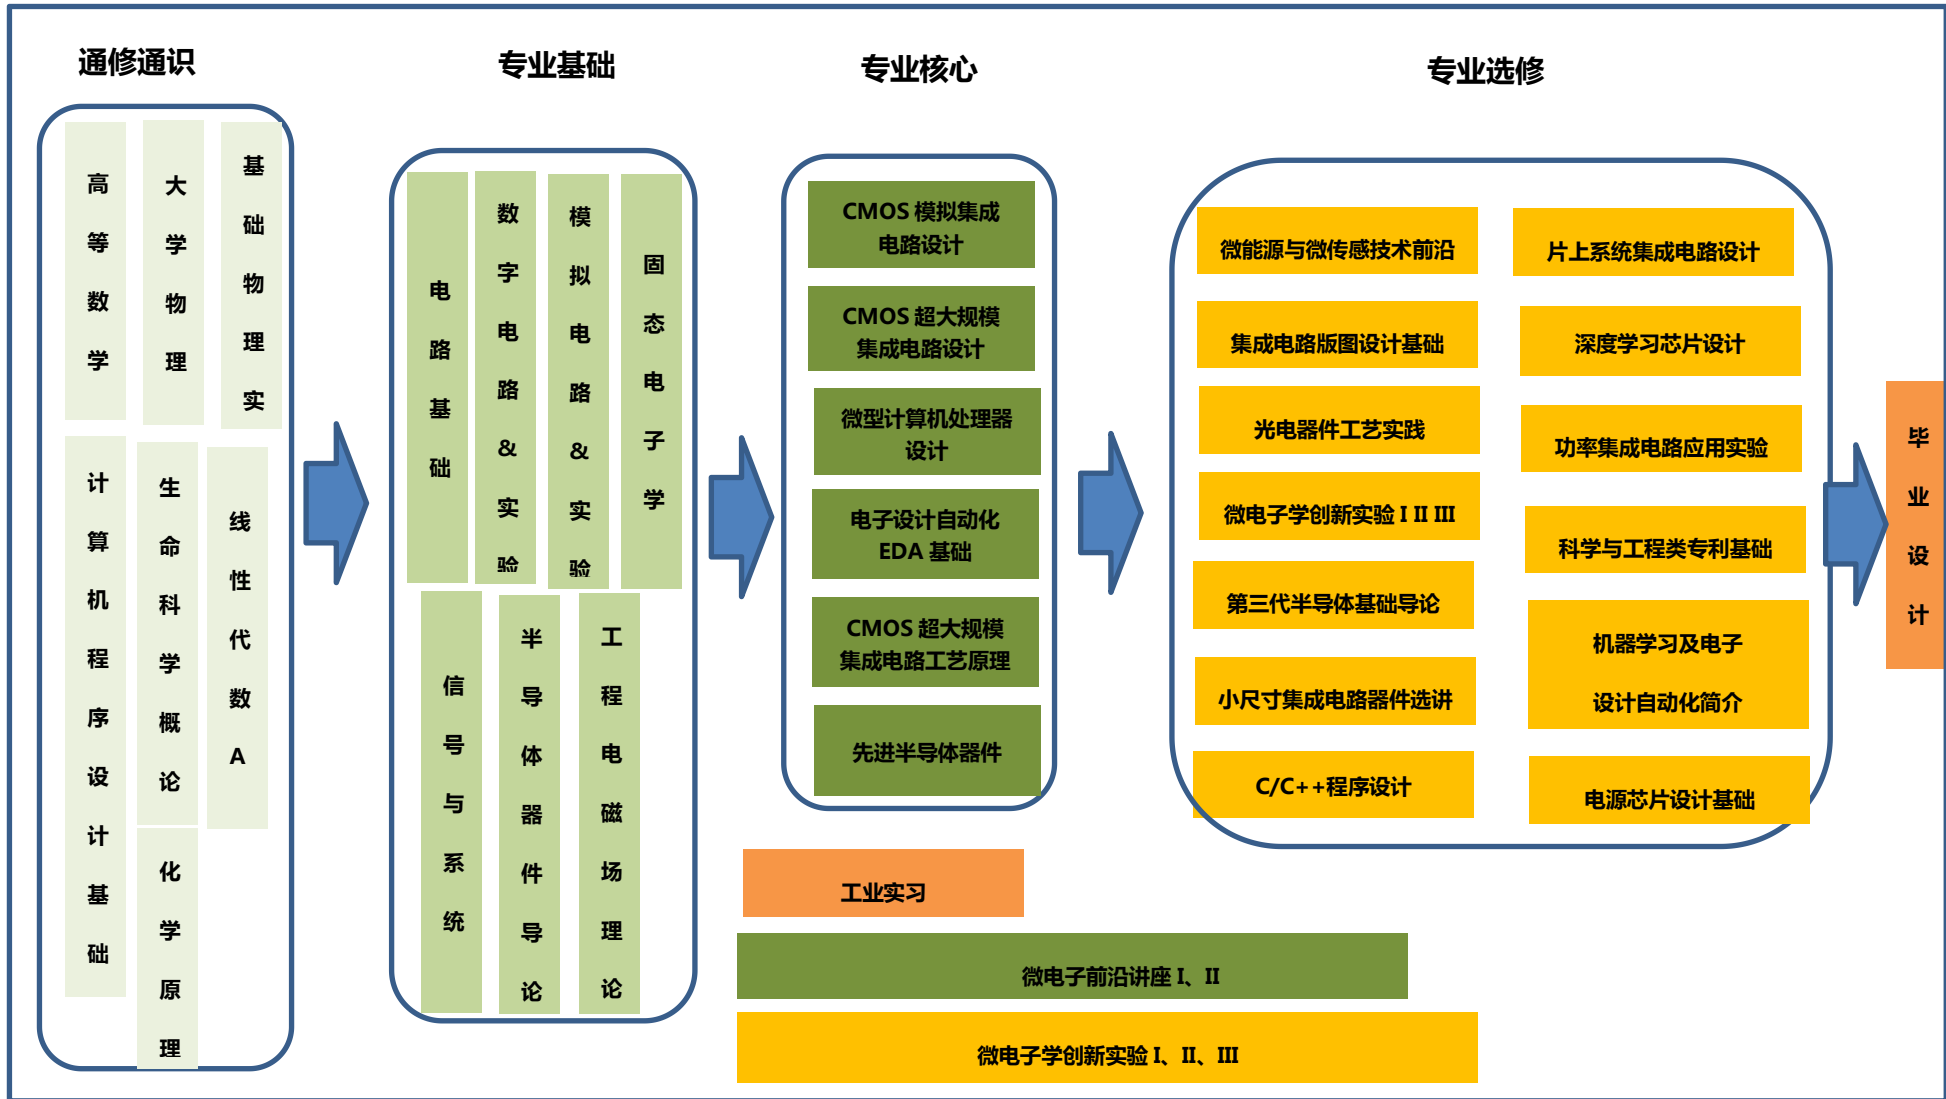 通修通识
专业基础
专业核心
专业选修
高等数学
大学物理
基础物理实
计算机程序设计基础
生命科学概论
线性代数A
化学原理
电路基础
数字电路&实验
模拟电路&实验
固态电子学
信号与系统
半导体器件导论
工程电磁场理论
CMOS 模拟集成
电路设计
CMOS 超大规模
集成电路设计
微型计算机处理器
设计
电子设计自动化
EDA 基础
CMOS 超大规模
集成电路工艺原理
先进半导体器件
微能源与微传感技术前沿
集成电路版图设计基础
光电器件工艺实践
微电子学创新实验 I II III
第三代半导体基础导论
小尺寸集成电路器件选讲
C/C++程序设计
片上系统集成电路设计
深度学习芯片设计
功率集成电路应用实验
科学与工程类专利基础
机器学习及电子
设计自动化简介
电源芯片设计基础
毕业设计
工业实习
微电子前沿讲座 I、II
微电子学创新实验 I、II、III